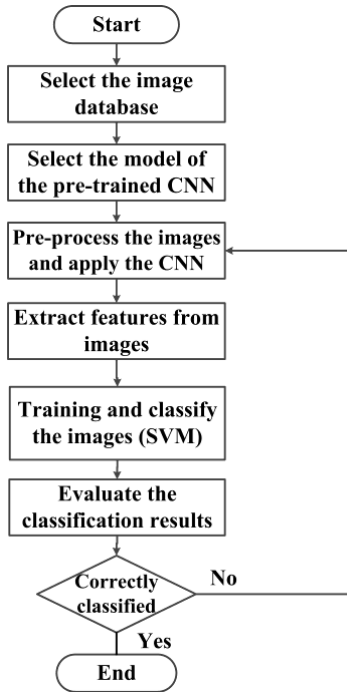 Start
Select the image
database
Select the model of
the pre-trained CNN
Pre-process the images
and apply the CNN
Extract features from
images
Training and classify
the images (SVM)
Evaluate the
classification results
Correctly
classified
No
Yes
End